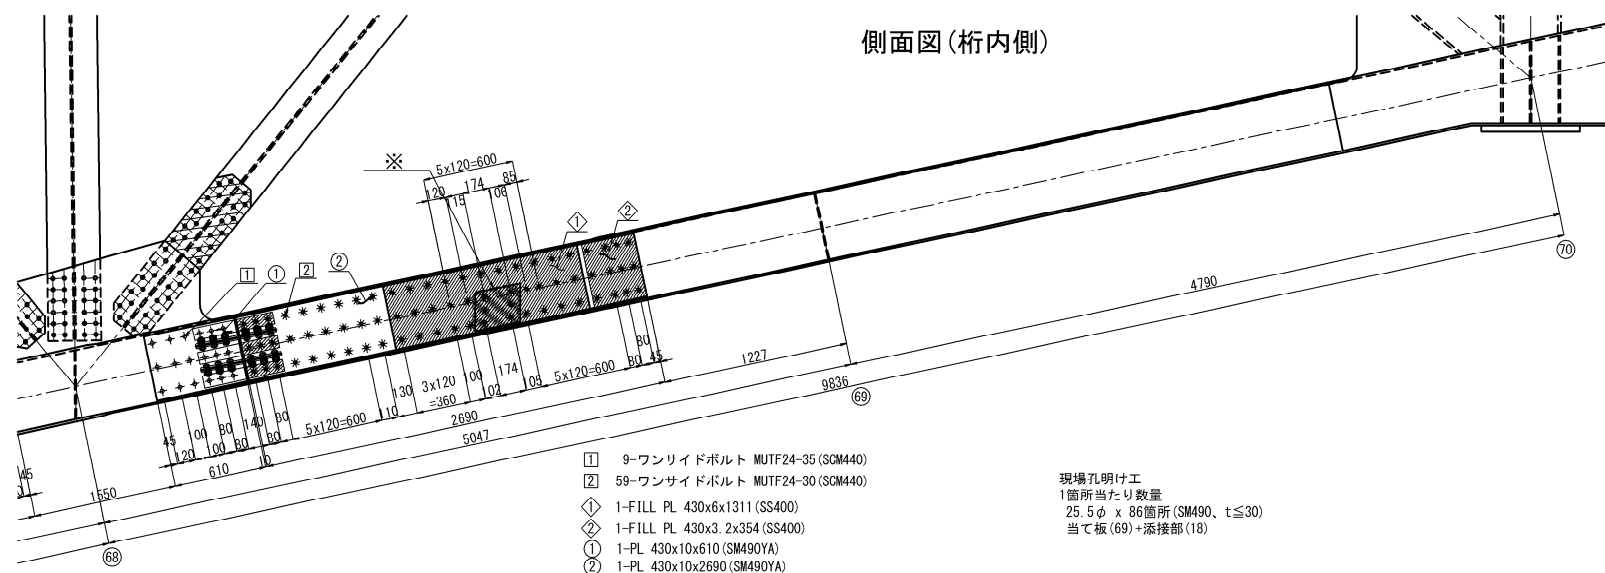 側面図(桁内側)
※
5x120=600
120
174
85
115
106
1
2
1
1
2
2
70
4790
80
45
1227
5x120=600
80
9836
69
105
174
100
102
3x120
=360
130
110
2690
5047
5x120=600
80
140
80
80
100
45
80
100
120
10
610
45
1550
68
1 9-ワンサイドボルト MUTF24-35(SCM440)
2 59-ワンサイドボルト MUTF24-30(SCM440)
1 1-FILL PL 430x6x1311(SS400)
2 1-FILL PL 430x3.2x354(SS400)
1 1-PL 430x10x610(SM490YA)
2 1-PL 430x10x2690(SM490YA)
現場孔明け工
1箇所当たり数量
25.5φ x 86箇所(SM490、t≦30)
当て板(69)+添接部(18)